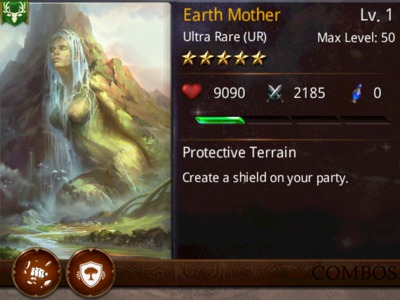 Earth Mother Lv. 1
Ultra Rare (UR) Max Level: 50
9090 2185 0
Protective Terrain
Create a shield on your party.
COMBOS